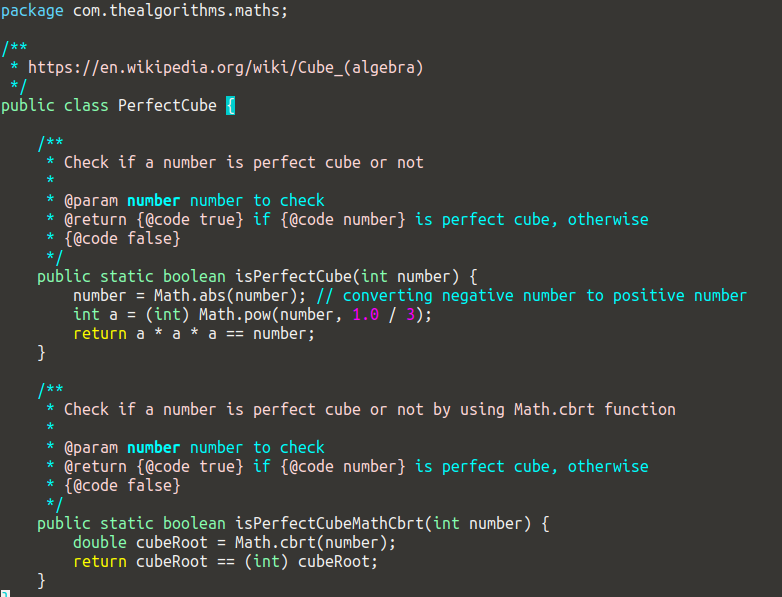 package com.thealgorithms.maths;

/**
 * https://en.wikipedia.org/wiki/Cube_(algebra)
 */
public class PerfectCube {

    /**
     * Check if a number is perfect cube or not
     *
     * @param number number to check
     * @return {@code true} if {@code number} is perfect cube, otherwise
     * {@code false}
     */
    public static boolean isPerfectCube(int number) {
        number = Math.abs(number); // converting negative number to positive number
        int a = (int) Math.pow(number, 1.0 / 3);
        return a * a * a == number;
    }

    /**
     * Check if a number is perfect cube or not by using Math.cbrt function
     *
     * @param number number to check
     * @return {@code true} if {@code number} is perfect cube, otherwise
     * {@code false}
     */
    public static boolean isPerfectCubeMathCbrt(int number) {
        double cubeRoot = Math.cbrt(number);
        return cubeRoot == (int) cubeRoot;
    }
}